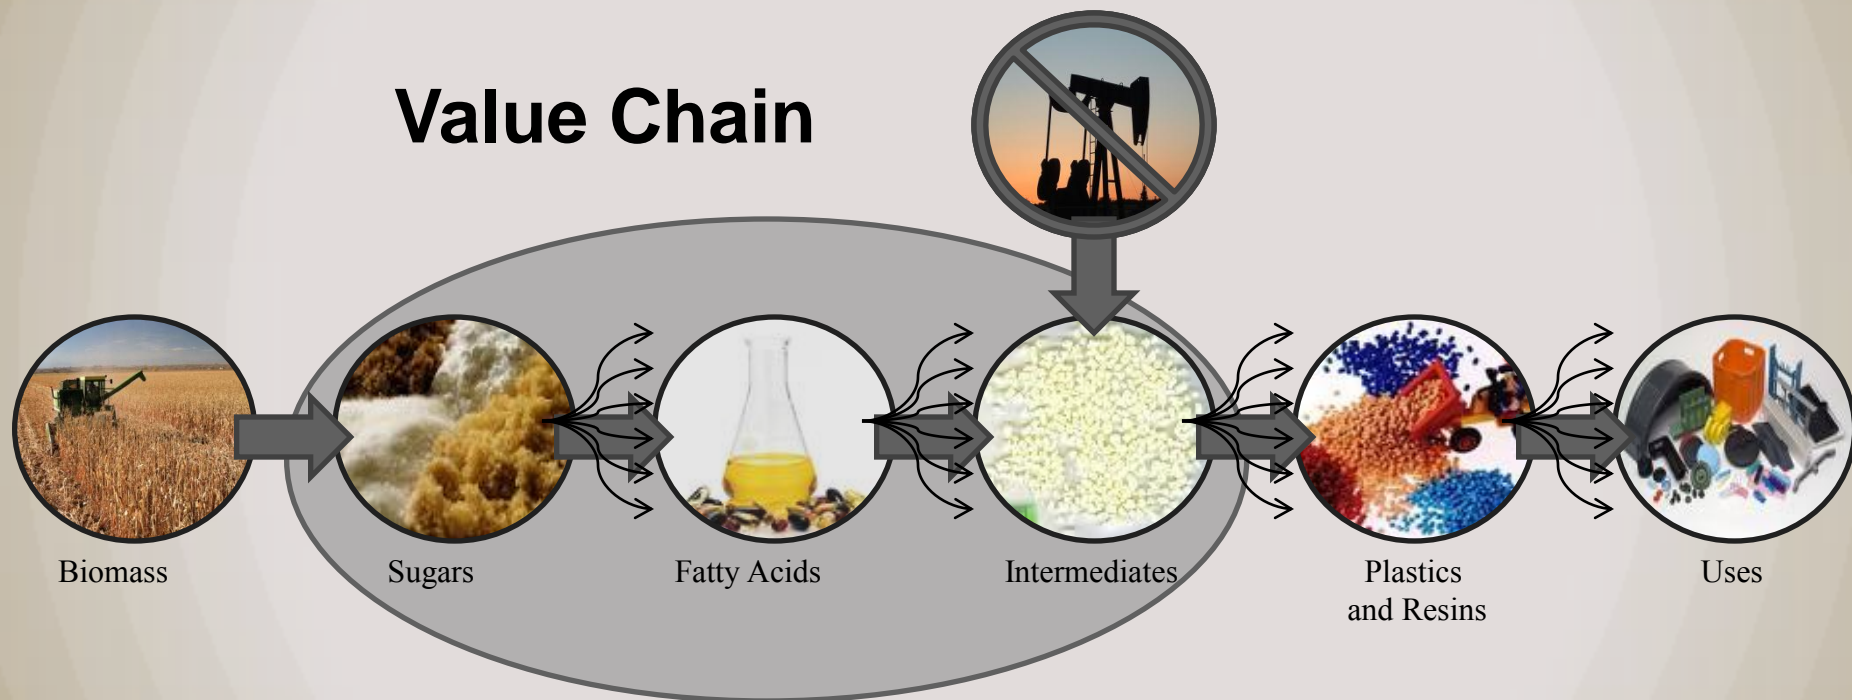 Value Chain
Biomass
Sugars
Fatty Acids
Intermediates
Plastics
and Resins
Uses